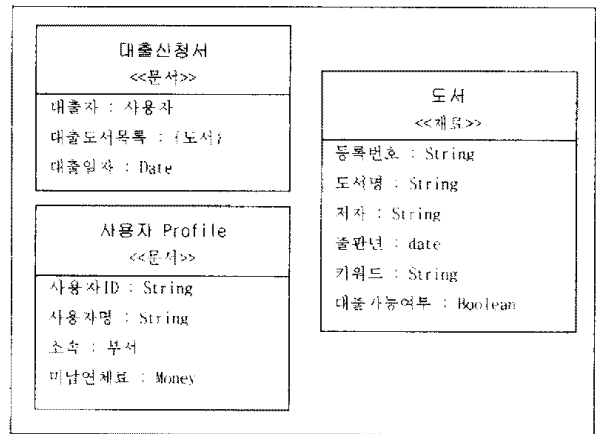 대출신청서
<<문서>>
대출자 : 사용자
대출도서목록 : {도서}
대출일자 : Date
사용자 Profile
<<문서>>
사용자ID : String
사용자명 : String
소속 : 부서
미납연체료 : Money
도서
<<재료>>
등록번호 : String
도서명 : String
저자 : String
출판년 : date
키워드 : String
대출가능여부 : Boolean